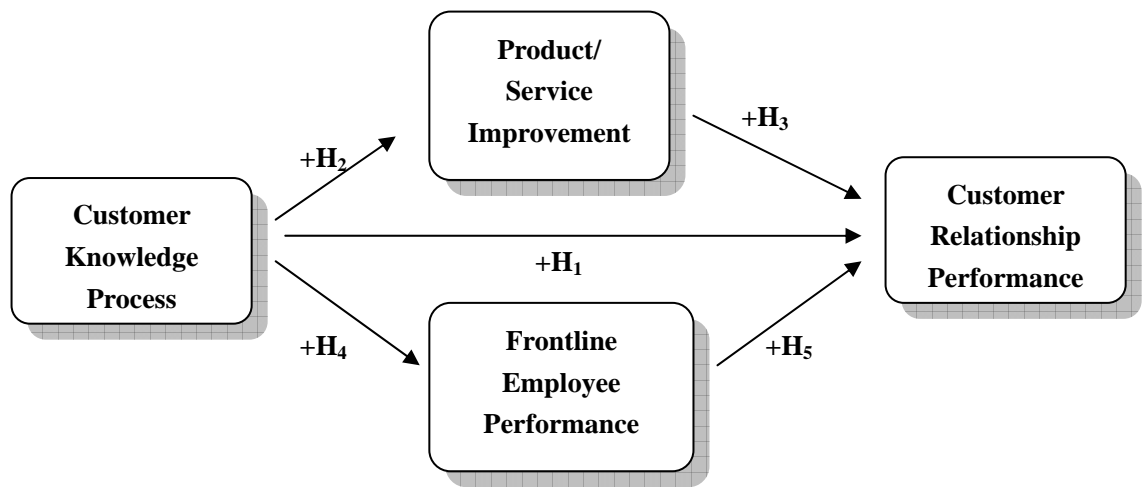 Product/
Service
Improvement
+H₃
+H₂
Customer
Knowledge
Process
Customer
Relationship
Performance
+H₁
+H₄
Frontline
Employee
Performance
+H₅